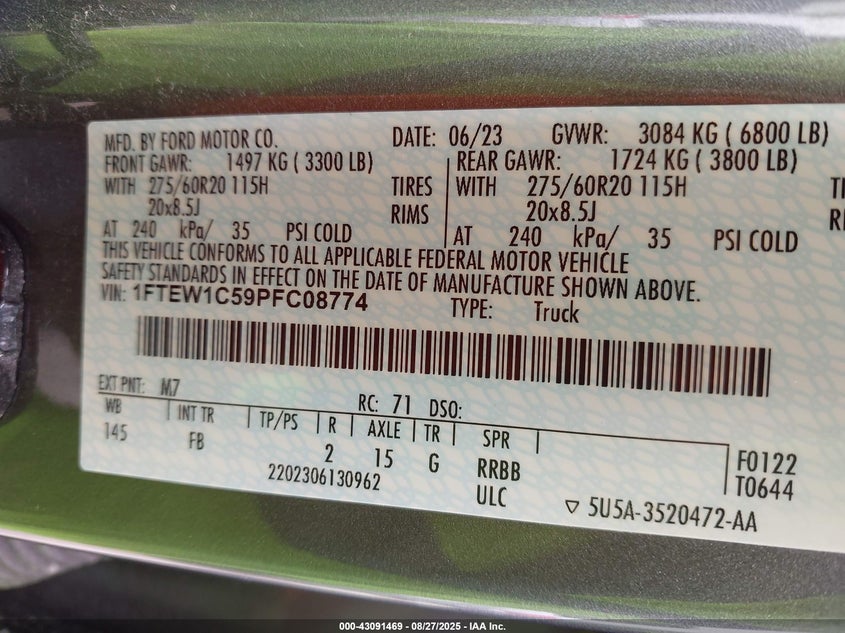 MFD. BY FORD MOTOR CO. DATE: 06/23 GVWR: 3084 KG ( 6800 LB)
FRONT GAWR: 1497 KG ( 3300 LB) REAR GAWR: 1724 KG ( 3800 LB)
WITH 275/60R20 115H TIRES WITH 275/60R20 115H
20x8.5J RIMS 20x8.5J
AT 240 kPa/ 35 PSI COLD AT 240 kPa/ 35 PSI COLD
THIS VEHICLE CONFORMS TO ALL APPLICABLE FEDERAL MOTOR VEHICLE
SAFETY STANDARDS IN EFFECT ON THE DATE OF MANUFACTURE SHOWN ABOVE.
VIN: 1FTEW1C59PFC08774 TYPE: Truck
EXT PNT: M7 RC: 71 DSO:
WB INT TR TP/PS R AXLE TR SPR
145 FB 2 15 G RRBB F0122
2202306130962 ULC T0644
5U5A-3520472-AA
000-43091469 - 08/27/2025 - IAA Inc.